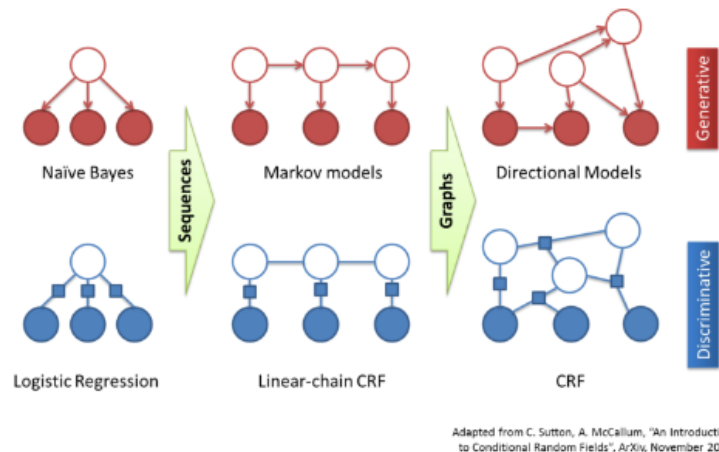 Generative
Naïve Bayes
Markov models
Directional Models
Sequences
Graphs
Discriminative
Logistic Regression
Linear-chain CRF
CRF
Adapted from C. Sutton, A. McCallum, "An Introducti
to Conditional Random Fields", ArXiv, November 20